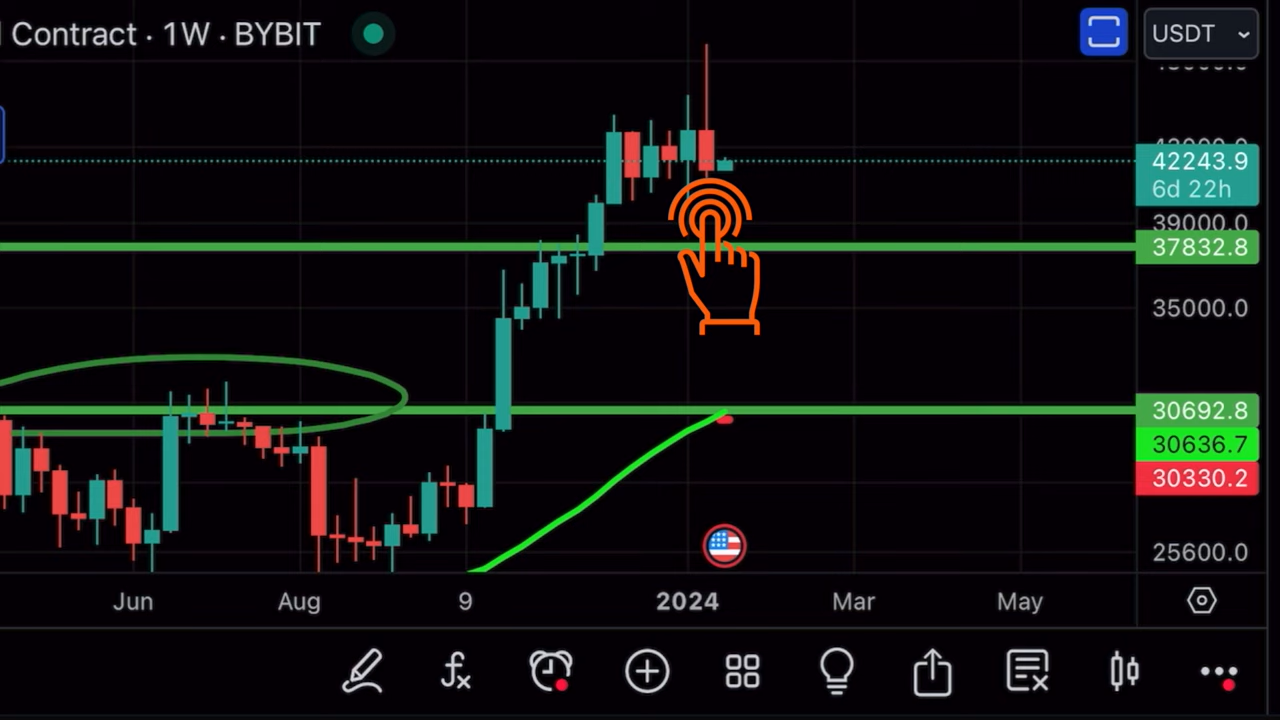 Contract · 1W · BYBIT
USDT
42243.9
6d 22h
39000.0
37832.8
35000.0
30692.8
30636.7
30330.2
25600.0
Jun Aug 9 2024 Mar May